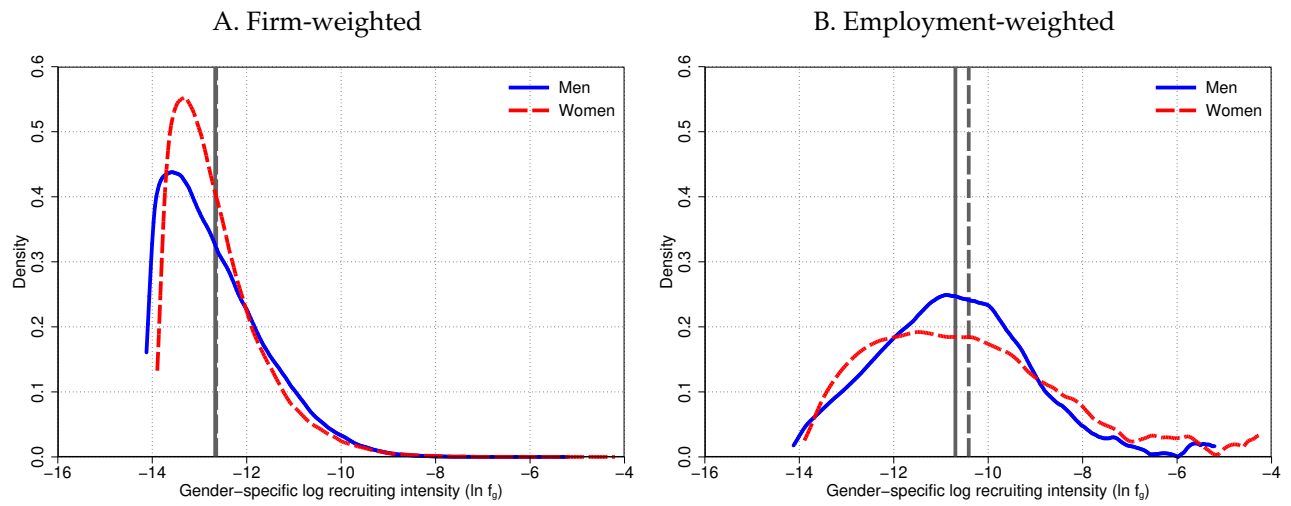 A. Firm-weighted
Men
Women
Density
0.0
0.1
0.2
0.3
0.4
0.5
0.6
−16
−14
−12
−10
−8
−6
−4
Gender−specific log recruiting intensity (ln f_g)
B. Employment-weighted
Men
Women
Density
0.0
0.1
0.2
0.3
0.4
0.5
0.6
−16
−14
−12
−10
−8
−6
−4
Gender−specific log recruiting intensity (ln f_g)